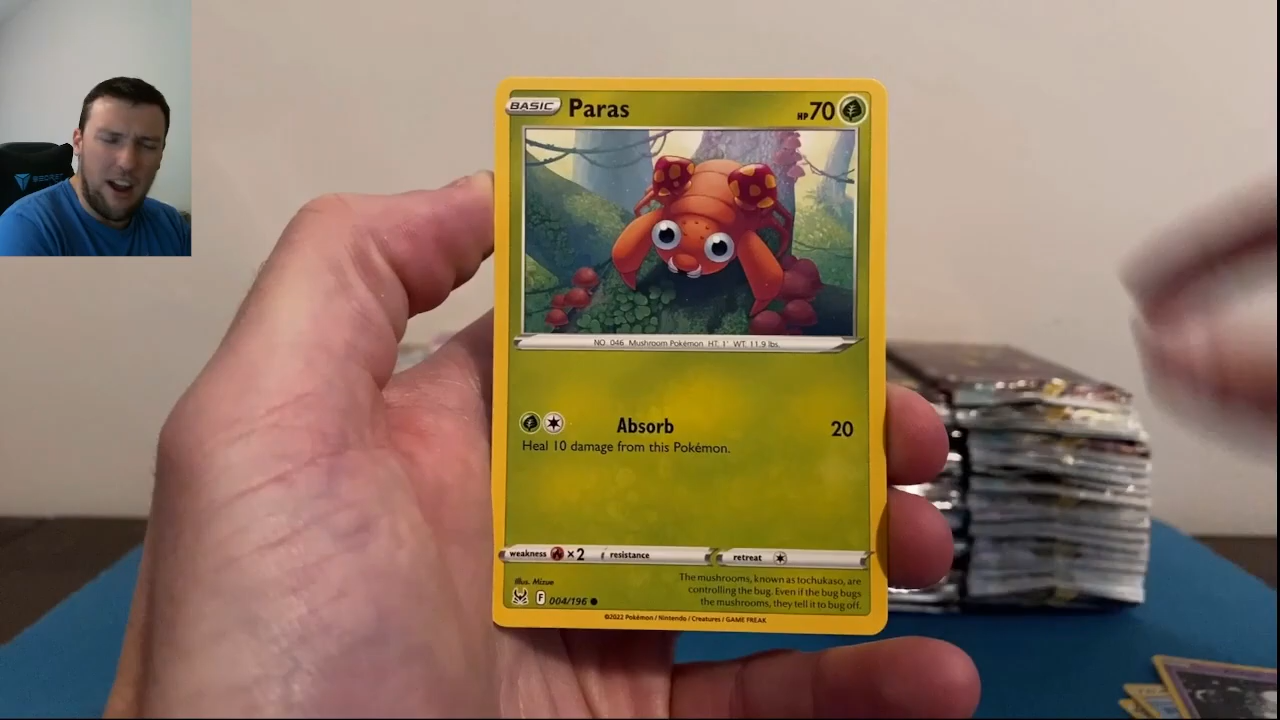 BASIC Paras HP 70
NO. 046 Mushroom Pokémon HT. 1' WT. 11.9 lbs.
Absorb 20
Heal 10 damage from this Pokémon.
weakness ×2 resistance retreat
Illus. Mizue
The mushrooms, known as tochukaso, are
controlling the bug. Even if the bug bugs
the mushrooms, they tell it to bug off.
F 004/196
©2022 Pokémon / Nintendo / Creatures / GAME FREAK